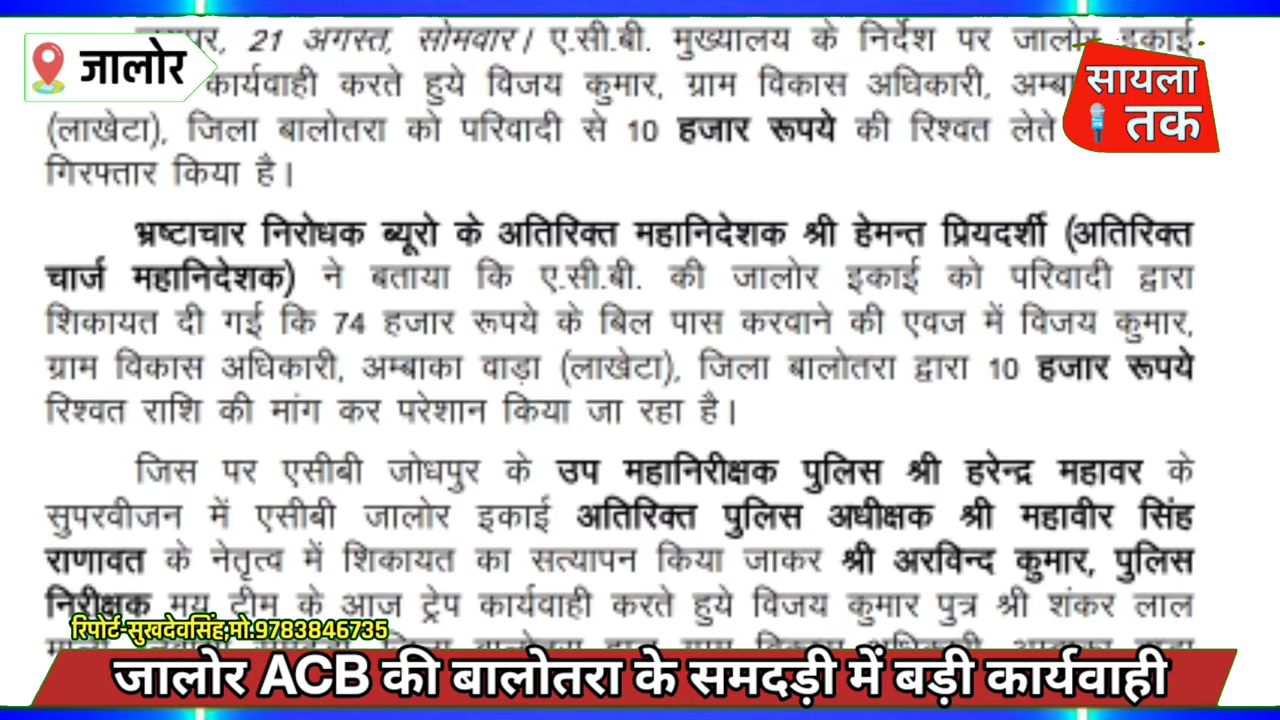 21 अगस्त, सोमवार। ए.सी.बी. मुख्यालय के निर्देश पर जालोर इकाई
जालोर
सायला
तक
कार्यवाही करते हुये विजय कुमार, ग्राम विकास अधिकारी,
(लाखेटा), जिला बालोतरा को परिवादी से 10 हजार रूपये की रिश्वत लेते
गिरफ्तार किया है।
भ्रष्टाचार निरोधक ब्यूरो के अतिरिक्त महानिदेशक श्री हेमन्त प्रियदर्शी (अतिरिक्त
चार्ज महानिदेशक) ने बताया कि ए.सी.बी. की जालोर इकाई को परिवादी द्वारा
शिकायत दी गई कि 74 हजार रूपये के बिल पास करवाने की एवज में विजय कुमार,
ग्राम विकास अधिकारी, अम्बाका वाड़ा (लाखेटा), जिला बालोतरा द्वारा 10 हजार रूपये
रिश्वत राशि की मांग कर परेशान किया जा रहा है।
जिस पर एसीबी जोधपुर के उप महानिरीक्षक पुलिस श्री हरेन्द्र महावर के
सुपरवीजन में एसीबी जालोर इकाई अतिरिक्त पुलिस अधीक्षक श्री महावीर सिंह
राणावत के नेतृत्व में शिकायत का सत्यापन किया जाकर श्री अरविन्द कुमार, पुलिस
निरीक्षक मय टीम के आज ट्रेप कार्यवाही करते हुये विजय कुमार पुत्र श्री शंकर लाल
रिपोर्ट-सुखदेवसिंह,मो.9783846735
जालोर ACB की बालोतरा के समदड़ी में बड़ी कार्यवाही